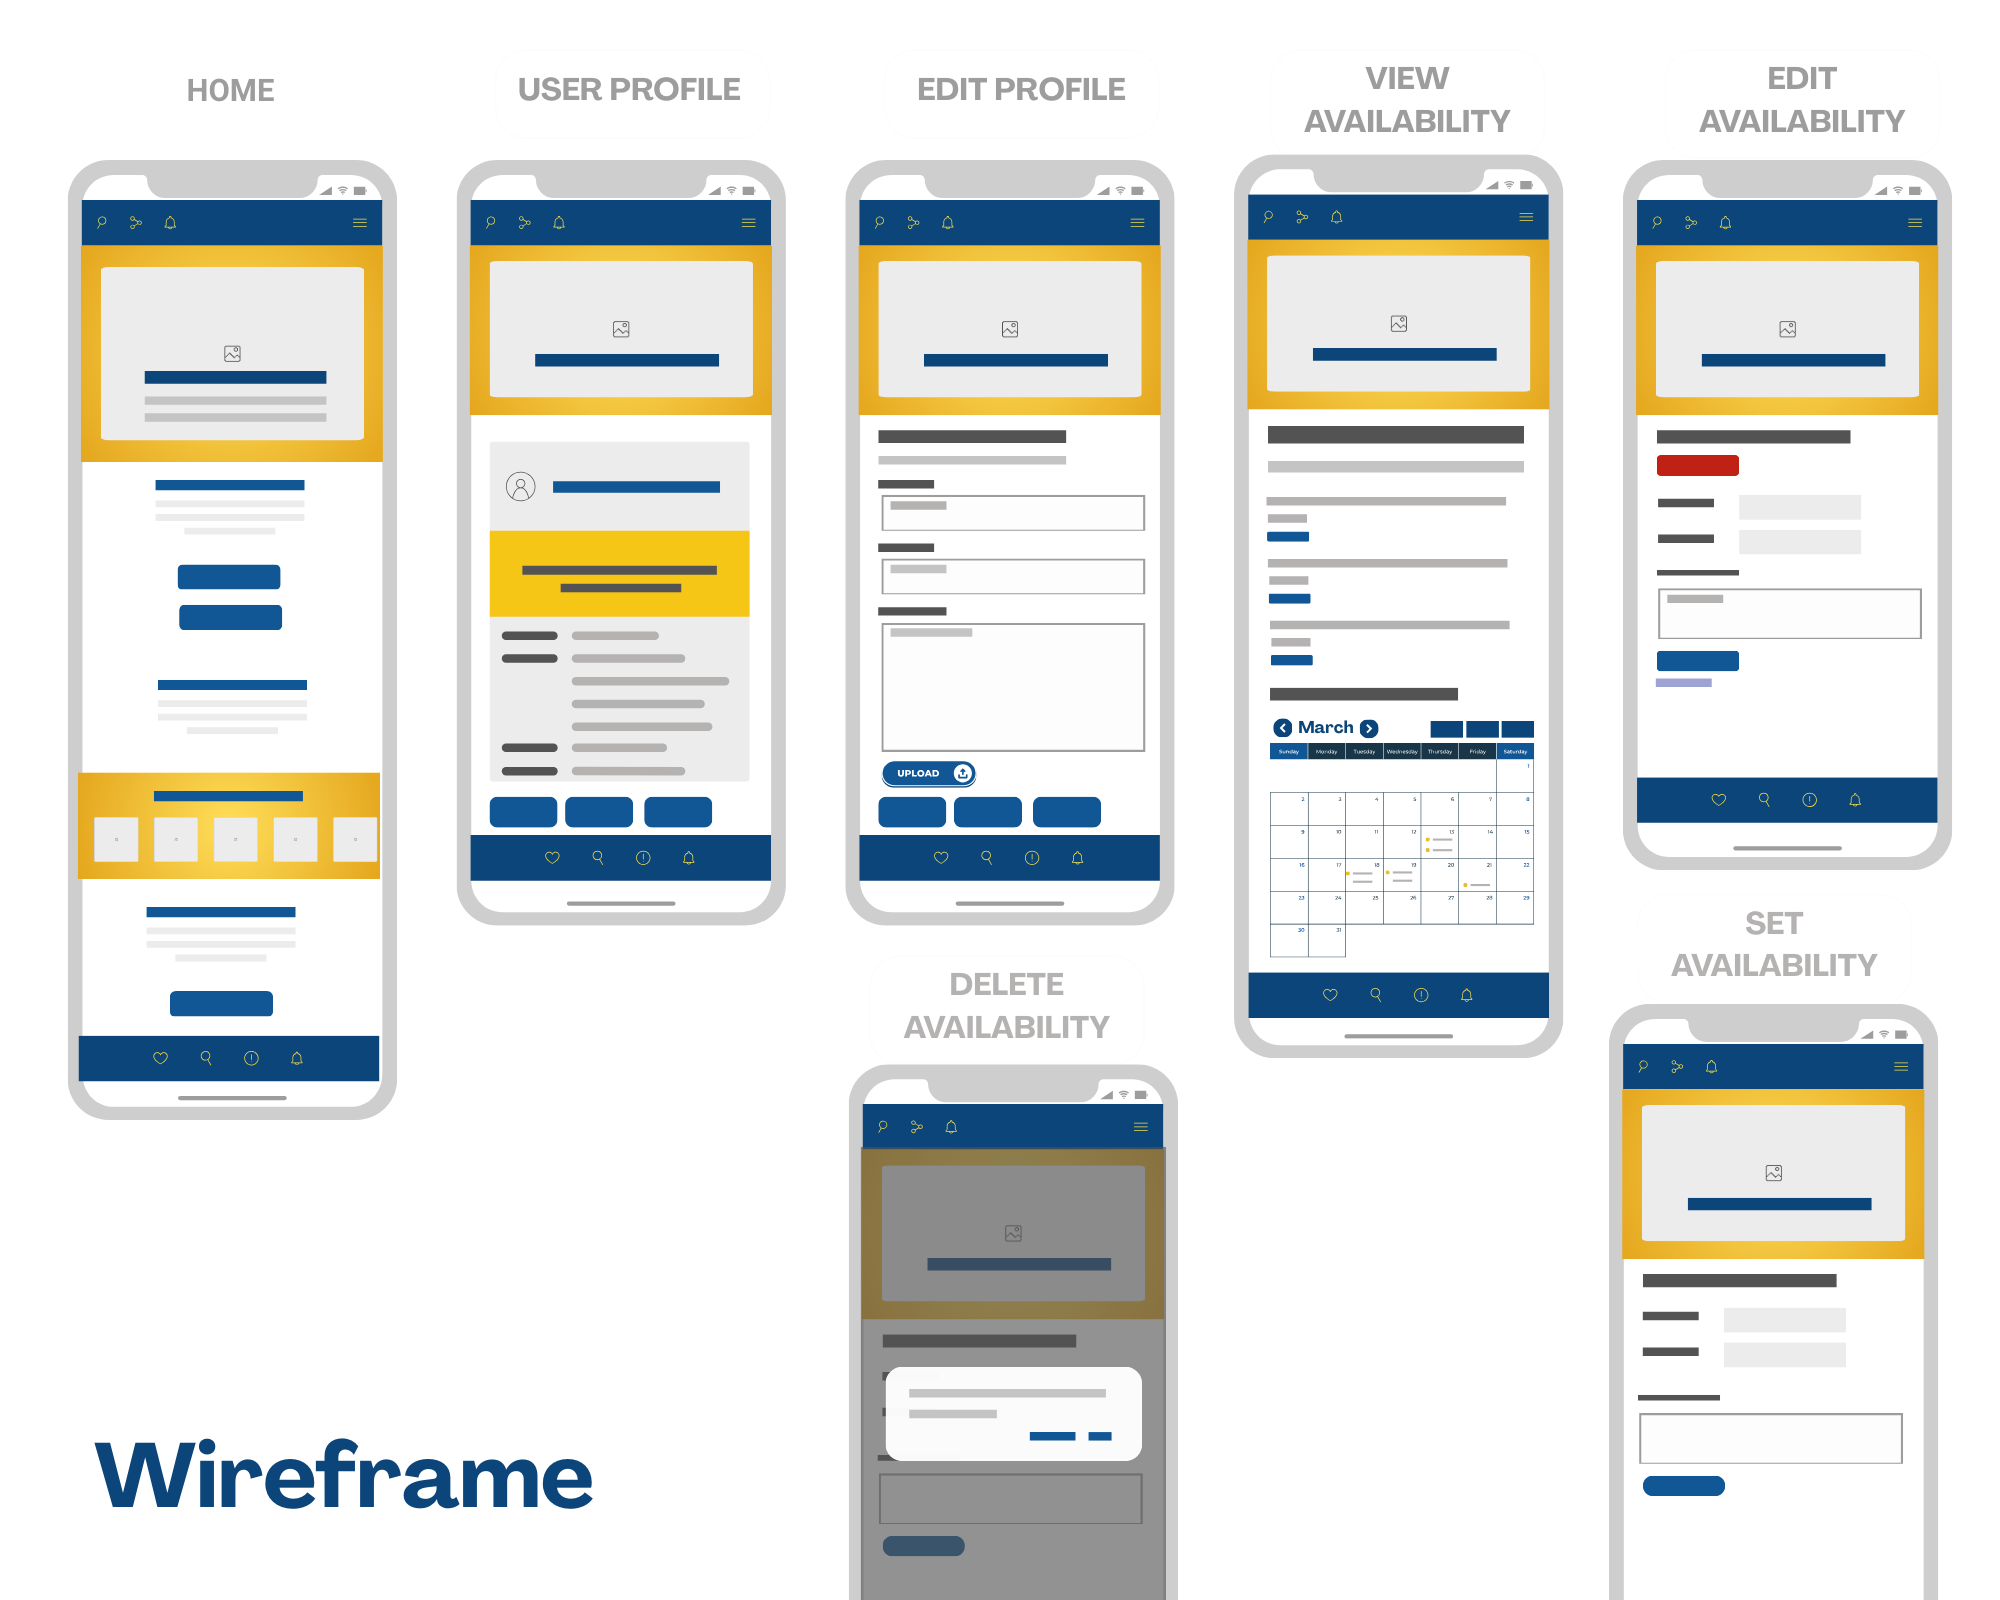 HOME
USER PROFILE
EDIT PROFILE
VIEW
AVAILABILITY
EDIT
AVAILABILITY
UPLOAD
March
Sunday Monday Tuesday Wednesday Thursday Friday Saturday
1
2 3 4 5 6 7 8
9 10 11 12 13 14 15
16 17 18 19 20 21 22
23 24 25 26 27 28 29
30 31
DELETE
AVAILABILITY
SET
AVAILABILITY
Wireframe